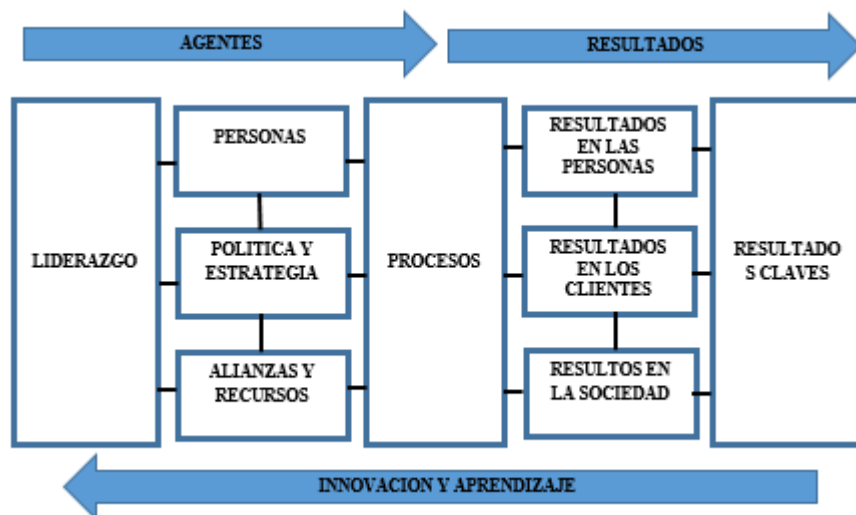 AGENTES
RESULTADOS
LIDERAZGO
PERSONAS
POLITICA Y
ESTRATEGIA
ALIANZAS Y
RECURSOS
PROCESOS
RESULTADOS
EN LAS
PERSONAS
RESULTADOS
EN LOS
CLIENTES
RESULTOS EN
LA SOCIEDAD
RESULTADO
S CLAVES
INNOVACION Y APRENDIZAJE